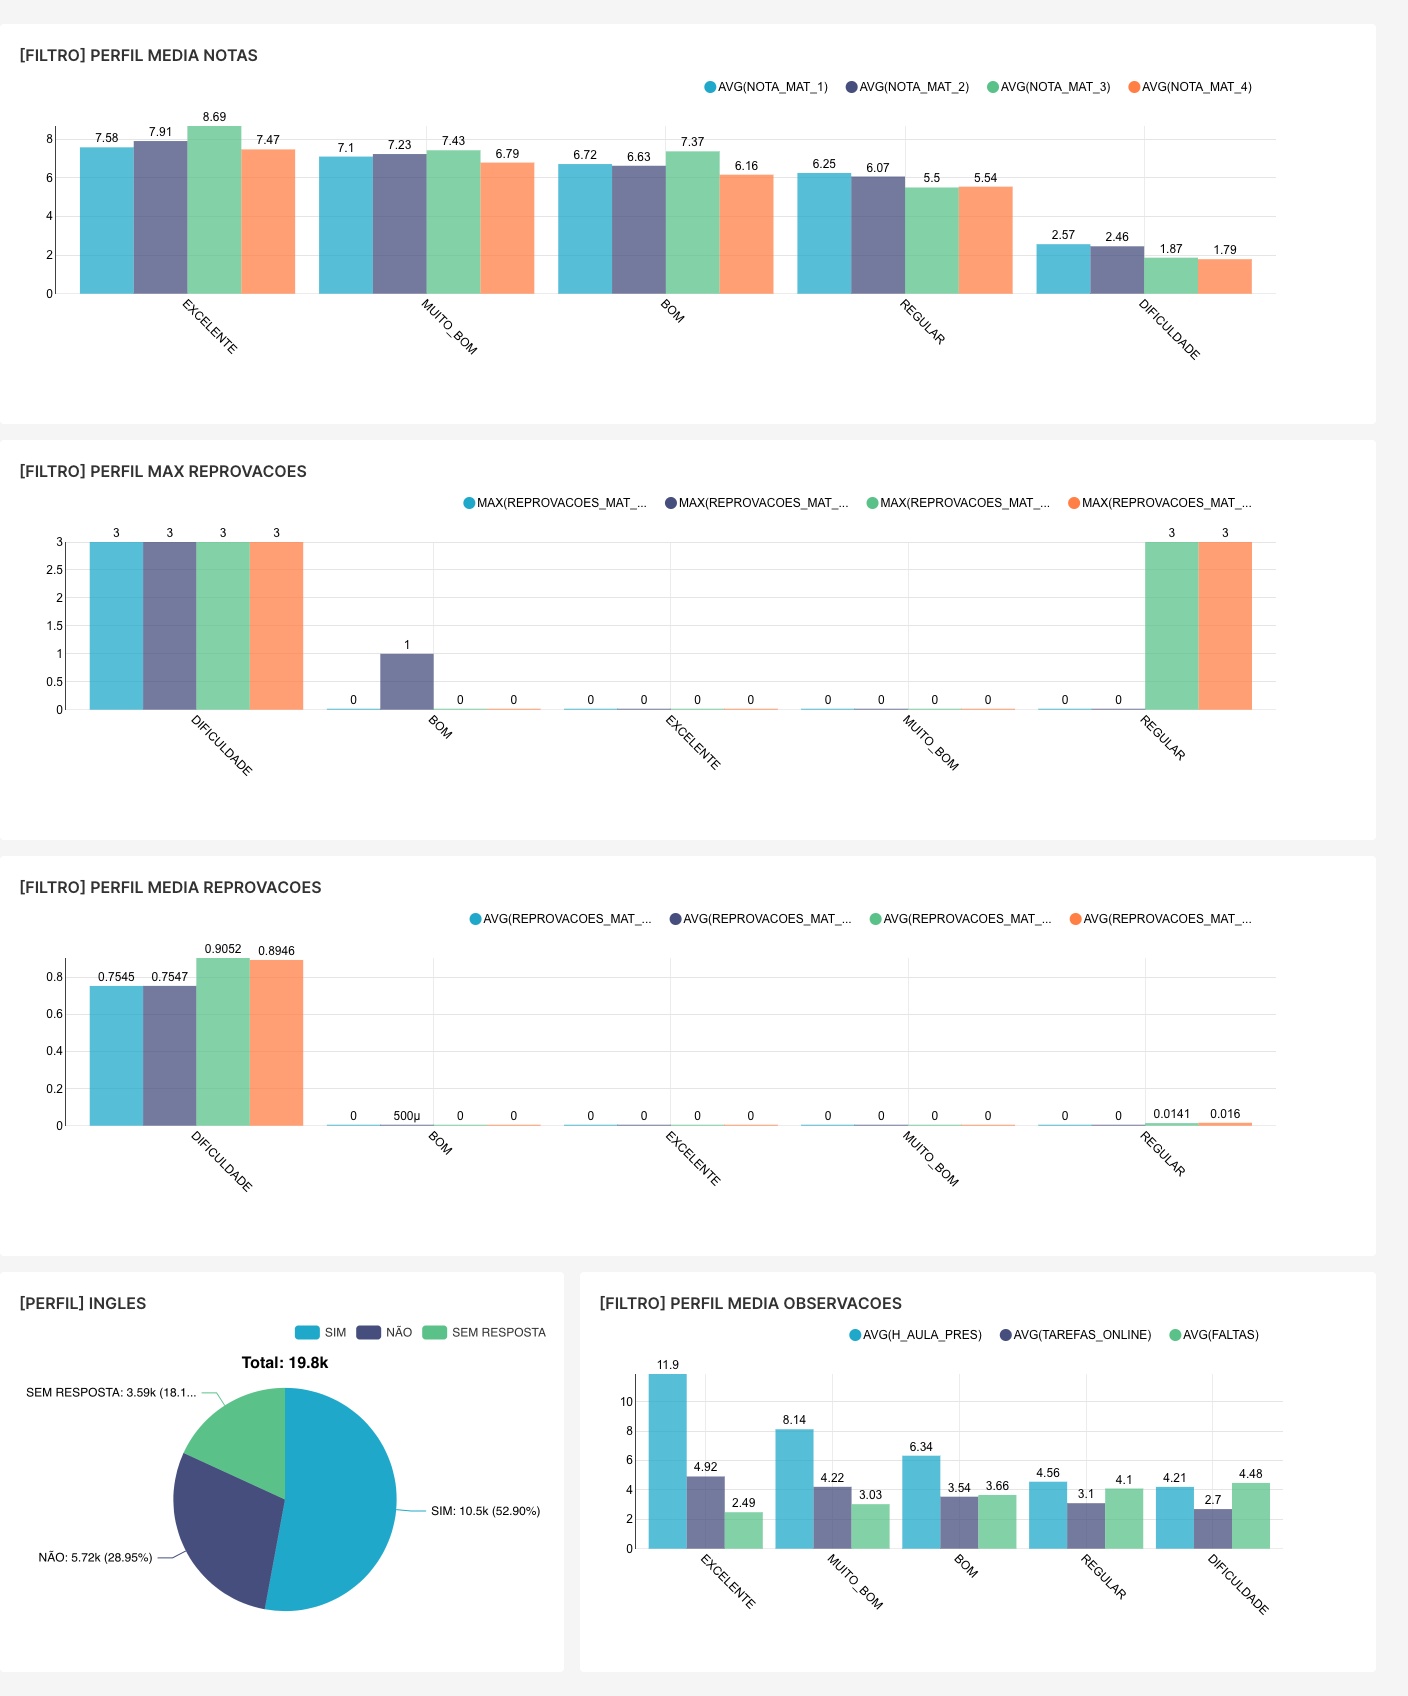 [FILTRO] PERFIL MEDIA NOTAS
AVG(NOTA_MAT_1) AVG(NOTA_MAT_2) AVG(NOTA_MAT_3) AVG(NOTA_MAT_4)
8
6
4
2
0
7.58 7.91 8.69 7.47
7.1 7.23 7.43 6.79
6.72 6.63 7.37 6.16
6.25 6.07 5.5 5.54
2.57 2.46 1.87 1.79
EXCELENTE MUITO_BOM BOM REGULAR DIFICULDADE
[FILTRO] PERFIL MAX REPROVACOES
MAX(REPROVACOES_MAT_... MAX(REPROVACOES_MAT_... MAX(REPROVACOES_MAT_... MAX(REPROVACOES_MAT_...
3
2.5
2
1.5
1
0.5
0
3 3 3 3
0 1 0 0
0 0 0 0
0 0 0 0
0 0 3 3
DIFICULDADE BOM EXCELENTE MUITO_BOM REGULAR
[FILTRO] PERFIL MEDIA REPROVACOES
AVG(REPROVACOES_MAT_... AVG(REPROVACOES_MAT_... AVG(REPROVACOES_MAT_... AVG(REPROVACOES_MAT_...
0.8
0.6
0.4
0.2
0
0.7545 0.7547 0.9052 0.8946
0 500µ 0 0
0 0 0 0
0 0 0 0
0 0 0.0141 0.016
DIFICULDADE BOM EXCELENTE MUITO_BOM REGULAR
[PERFIL] INGLES
SIM NÃO SEM RESPOSTA
Total: 19.8k
SEM RESPOSTA: 3.59k (18.1...
SIM: 10.5k (52.90%)
NÃO: 5.72k (28.95%)
[FILTRO] PERFIL MEDIA OBSERVACOES
AVG(H_AULA_PRES) AVG(TAREFAS_ONLINE) AVG(FALTAS)
10
8
6
4
2
0
11.9 4.92 2.49
8.14 4.22 3.03
6.34 3.54 3.66
4.56 3.1 4.1
4.21 2.7 4.48
EXCELENTE MUITO_BOM BOM REGULAR DIFICULDADE